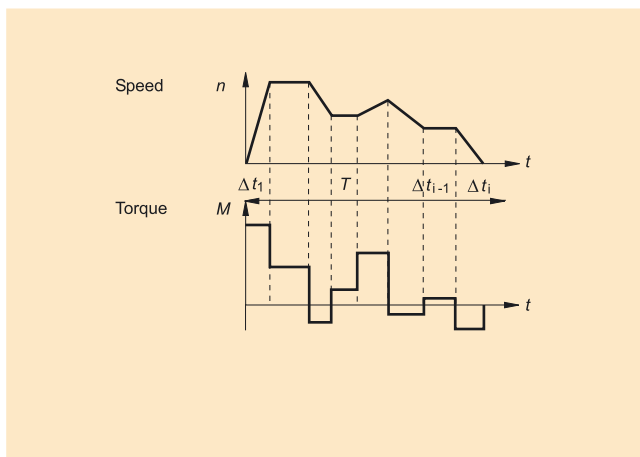 Speed n
t
Δt₁ T Δtᵢ₋₁ Δtᵢ
Torque M
t